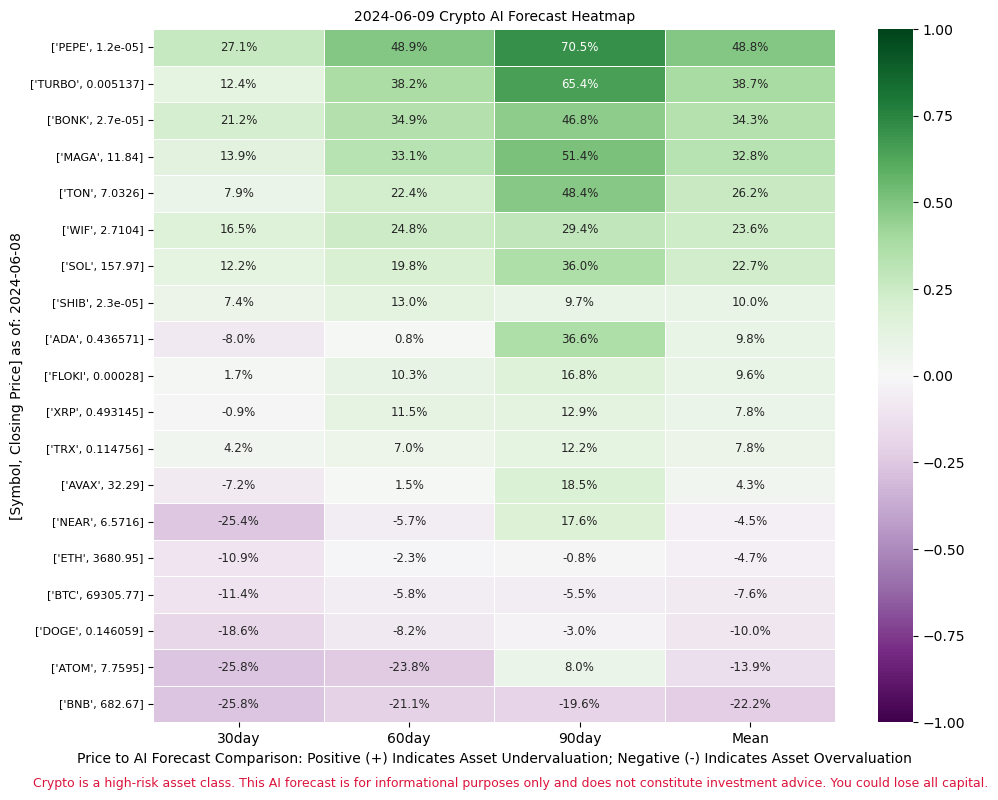 2024-06-09 Crypto AI Forecast Heatmap
[Symbol, Closing Price] as of: 2024-06-08
['PEPE', 1.2e-05] 27.1% 48.9% 70.5% 48.8%
['TURBO', 0.005137] 12.4% 38.2% 65.4% 38.7%
['BONK', 2.7e-05] 21.2% 34.9% 46.8% 34.3%
['MAGA', 11.84] 13.9% 33.1% 51.4% 32.8%
['TON', 7.0326] 7.9% 22.4% 48.4% 26.2%
['WIF', 2.7104] 16.5% 24.8% 29.4% 23.6%
['SOL', 157.97] 12.2% 19.8% 36.0% 22.7%
['SHIB', 2.3e-05] 7.4% 13.0% 9.7% 10.0%
['ADA', 0.436571] -8.0% 0.8% 36.6% 9.8%
['FLOKI', 0.00028] 1.7% 10.3% 16.8% 9.6%
['XRP', 0.493145] -0.9% 11.5% 12.9% 7.8%
['TRX', 0.114756] 4.2% 7.0% 12.2% 7.8%
['AVAX', 32.29] -7.2% 1.5% 18.5% 4.3%
['NEAR', 6.5716] -25.4% -5.7% 17.6% -4.5%
['ETH', 3680.95] -10.9% -2.3% -0.8% -4.7%
['BTC', 69305.77] -11.4% -5.8% -5.5% -7.6%
['DOGE', 0.146059] -18.6% -8.2% -3.0% -10.0%
['ATOM', 7.7595] -25.8% -23.8% 8.0% -13.9%
['BNB', 682.67] -25.8% -21.1% -19.6% -22.2%
30day 60day 90day Mean
1.00
0.75
0.50
0.25
0.00
−0.25
−0.50
−0.75
−1.00
Price to AI Forecast Comparison: Positive (+) Indicates Asset Undervaluation; Negative (-) Indicates Asset Overvaluation
Crypto is a high-risk asset class. This AI forecast is for informational purposes only and does not constitute investment advice. You could lose all capital.